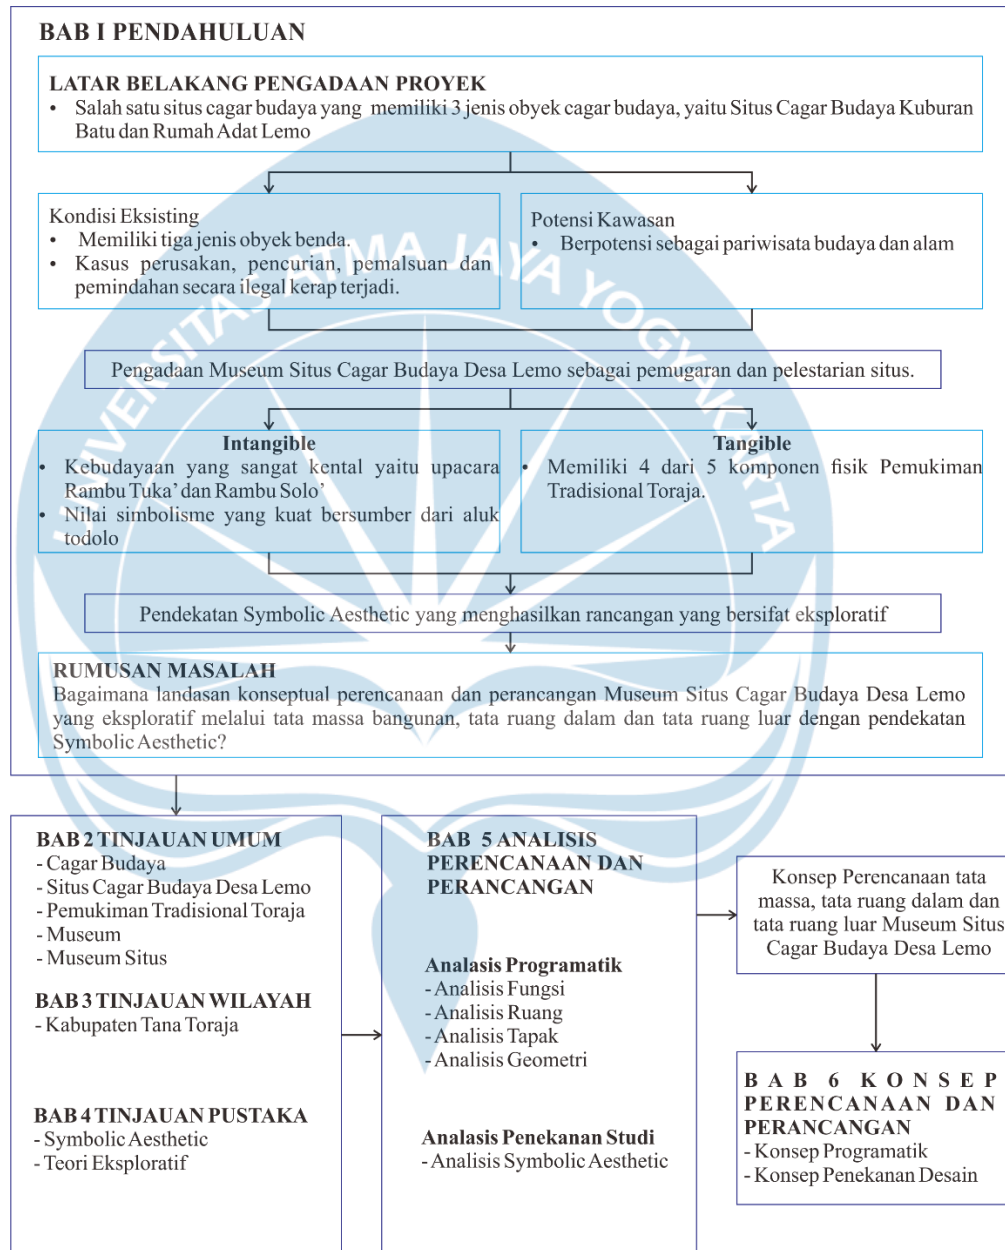 BAB I PENDAHULUAN
LATAR BELAKANG PENGADAAN PROYEK
• Salah satu situs cagar budaya yang memiliki 3 jenis obyek cagar budaya, yaitu Situs Cagar Budaya Kuburan
Batu dan Rumah Adat Lemo
Kondisi Eksisting
• Memiliki tiga jenis obyek benda.
• Kasus perusakan, pencurian, pemalsuan dan
pemindahan secara ilegal kerap terjadi.
Potensi Kawasan
• Berpotensi sebagai pariwisata budaya dan alam
UNIVERSITAS ATMA JAYA YOGYAKARTA
Pengadaan Museum Situs Cagar Budaya Desa Lemo sebagai pemugaran dan pelestarian situs.
Intangible
• Kebudayaan yang sangat kental yaitu upacara
Rambu Tuka' dan Rambu Solo'
• Nilai simbolisme yang kuat bersumber dari aluk
todolo
Tangible
• Memiliki 4 dari 5 komponen fisik Pemukiman
Tradisional Toraja.
Pendekatan Symbolic Aesthetic yang menghasilkan rancangan yang bersifat eksploratif
RUMUSAN MASALAH
Bagaimana landasan konseptual perencanaan dan perancangan Museum Situs Cagar Budaya Desa Lemo
yang eksploratif melalui tata massa bangunan, tata ruang dalam dan tata ruang luar dengan pendekatan
Symbolic Aesthetic?
BAB 2 TINJAUAN UMUM
- Cagar Budaya
- Situs Cagar Budaya Desa Lemo
- Pemukiman Tradisional Toraja
- Museum
- Museum Situs
BAB 3 TINJAUAN WILAYAH
- Kabupaten Tana Toraja
BAB 4 TINJAUAN PUSTAKA
- Symbolic Aesthetic
- Teori Eksploratif
BAB 5 ANALISIS
PERENCANAAN DAN
PERANCANGAN
Analasis Programatik
- Analisis Fungsi
- Analisis Ruang
- Analisis Tapak
- Analisis Geometri
Analasis Penekanan Studi
- Analisis Symbolic Aesthetic
Konsep Perencanaan tata
massa, tata ruang dalam dan
tata ruang luar Museum Situs
Cagar Budaya Desa Lemo
BAB 6 KONSEP
PERENCANAAN DAN
PERANCANGAN
- Konsep Programatik
- Konsep Penekanan Desain